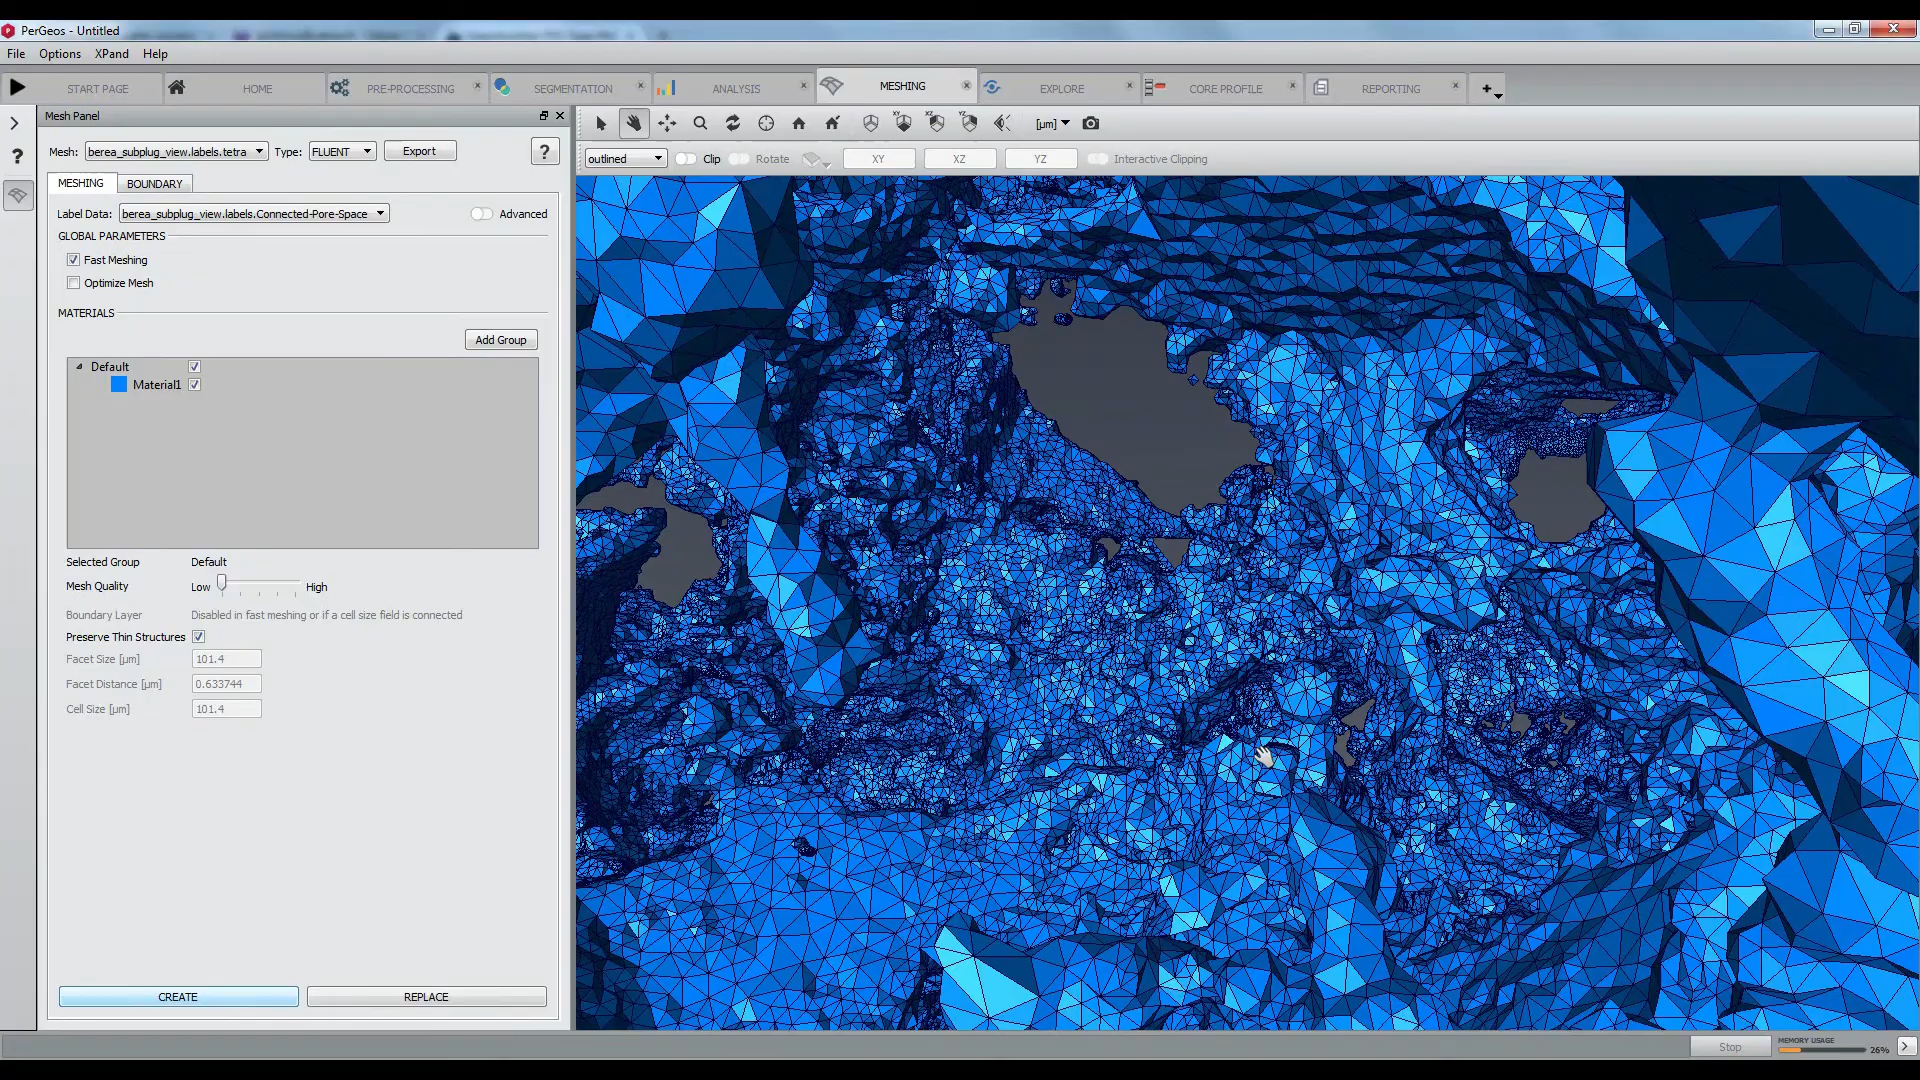 PerGeos - Untitled
File Options XPand Help
START PAGE HOME PRE-PROCESSING SEGMENTATION ANALYSIS MESHING EXPLORE CORE PROFILE REPORTING
Mesh Panel
Mesh: berea_subplug_view.labels.tetra Type: FLUENT Export ?
[µm]
outlined Clip Rotate XY XZ YZ Interactive Clipping
MESHING BOUNDARY
Label Data: berea_subplug_view.labels.Connected-Pore-Space Advanced
GLOBAL PARAMETERS
Fast Meshing
Optimize Mesh
MATERIALS
Add Group
Default
Material1
Selected Group Default
Mesh Quality Low High
Boundary Layer Disabled in fast meshing or if a cell size field is connected
Preserve Thin Structures
Facet Size [µm] 101.4
Facet Distance [µm] 0.633744
Cell Size [µm] 101.4
CREATE REPLACE
Stop MEMORY USAGE 26%